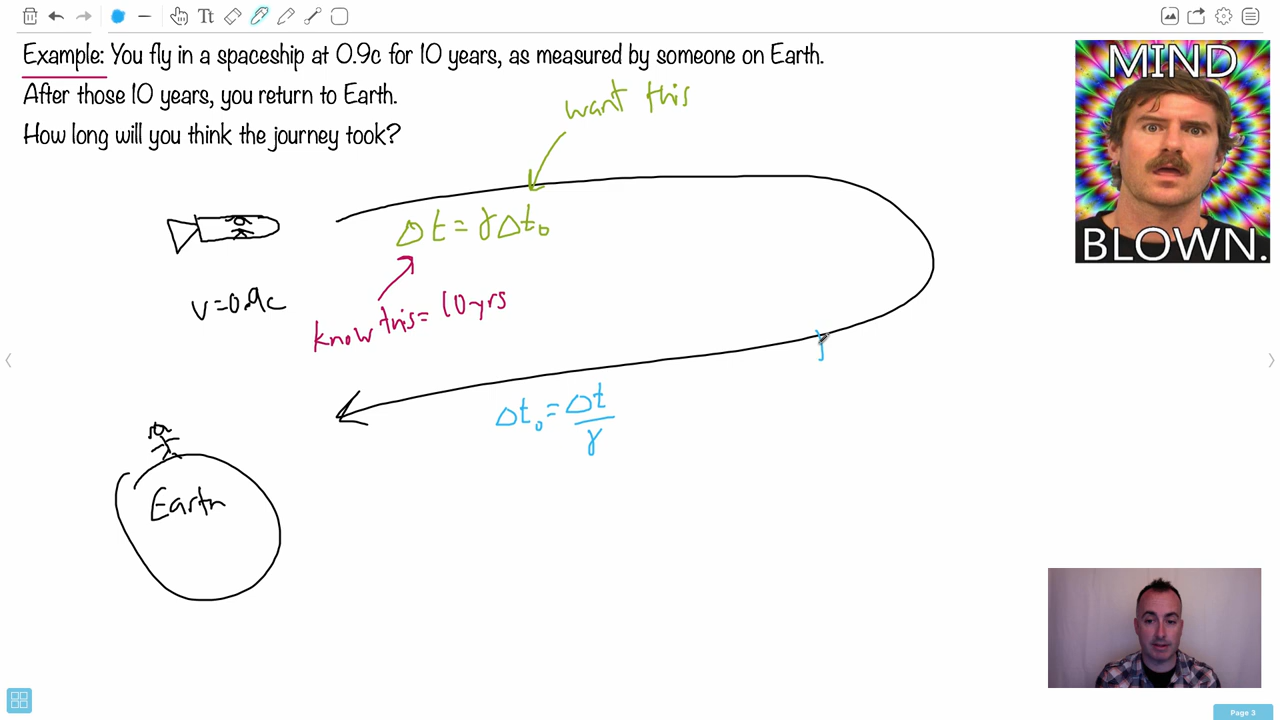 Example: You fly in a spaceship at 0.9c for 10 years, as measured by someone on Earth.
After those 10 years, you return to Earth.
How long will you think the journey took?
want this
Δt = γΔt₀
know this = 10 yrs
v = 0.9c
Δt₀ = Δt/γ
Earth
MIND
BLOWN.
Tt
Page 3